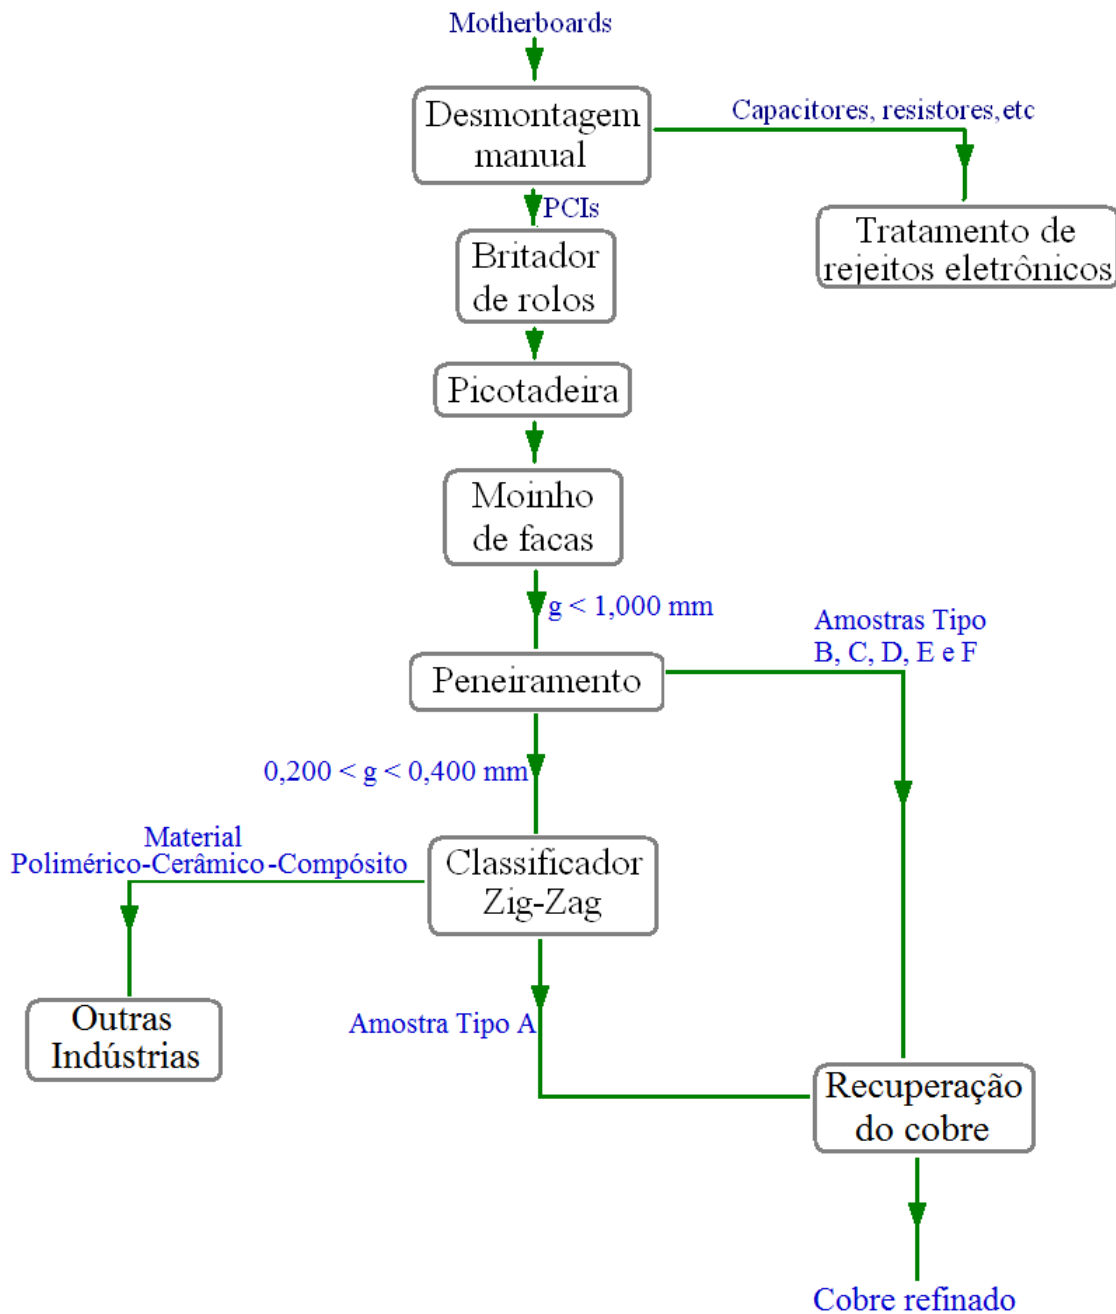 Motherboards
Desmontagem
manual
Capacitores, resistores,etc
PCIs
Tratamento de
rejeitos eletrônicos
Britador
de rolos
Picotadeira
Moinho
de facas
g < 1,000 mm
Amostras Tipo
B, C, D, E e F
Peneiramento
0,200 < g < 0,400 mm
Material
Polimérico-Cerâmico-Compósito
Classificador
Zig-Zag
Outras
Indústrias
Amostra Tipo A
Recuperação
do cobre
Cobre refinado